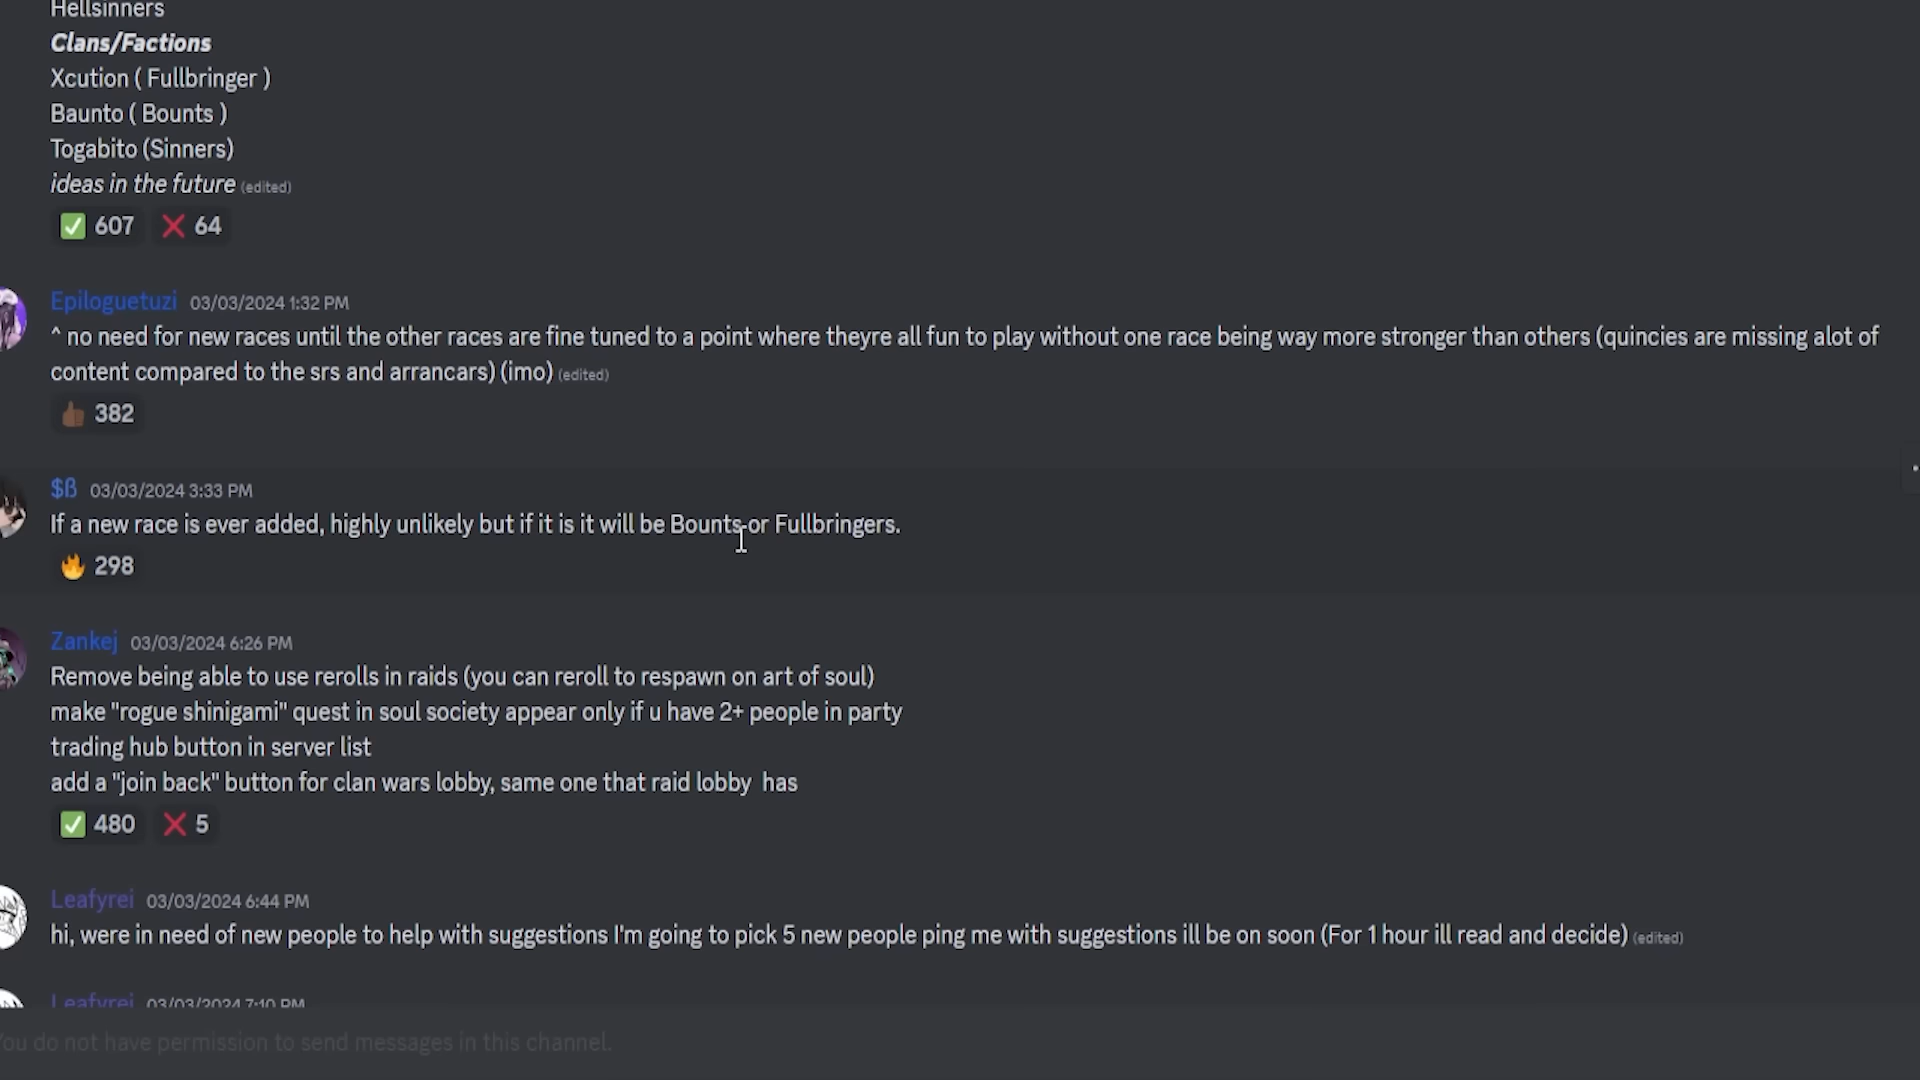 Hellsinners
Clans/Factions
Xcution ( Fullbringer )
Baunto ( Bounts )
Togabito (Sinners)
ideas in the future (edited)
607 64
Epiloguetuzi 03/03/2024 1:32 PM
^ no need for new races until the other races are fine tuned to a point where theyre all fun to play without one race being way more stronger than others (quincies are missing alot of
content compared to the srs and arrancars) (imo) (edited)
382
$ß 03/03/2024 3:33 PM
If a new race is ever added, highly unlikely but if it is it will be Bounts or Fullbringers.
298
Zankej 03/03/2024 6:26 PM
Remove being able to use rerolls in raids (you can reroll to respawn on art of soul)
make "rogue shinigami" quest in soul society appear only if u have 2+ people in party
trading hub button in server list
add a "join back" button for clan wars lobby, same one that raid lobby  has
480 5
Leafyrei 03/03/2024 6:44 PM
hi, were in need of new people to help with suggestions I'm going to pick 5 new people ping me with suggestions ill be on soon (For 1 hour ill read and decide) (edited)
Leafyrei 03/03/2024 7:10 PM
You do not have permission to send messages in this channel.